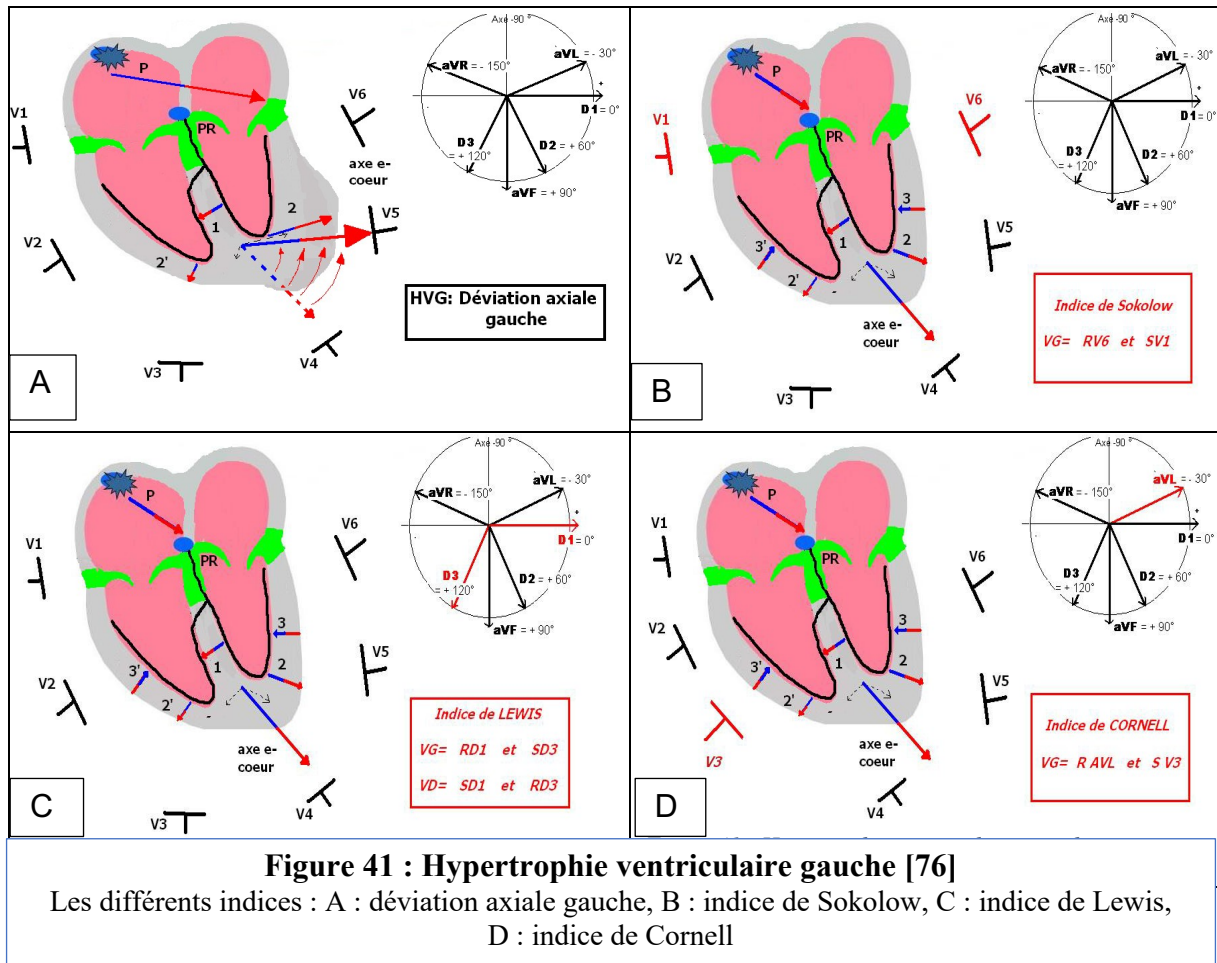 Axe -90°
aVL = - 30°
aVR = - 150°
+
D1 = 0°
D3
= + 120°
D2 = + 60°
aVF = + 90°
P
PR
V1
V6
axe e-
coeur
1
2
V5
V2
2'
HVG: Déviation axiale
gauche
V3
V4
A
Axe -90°
aVL = - 30°
aVR = - 150°
+
D1 = 0°
D3
= + 120°
D2 = + 60°
aVF = + 90°
P
PR
V1
V6
3
1
2
V5
V2
3'
2'
-
axe e-
coeur
Indice de Sokolow
VG= RV6 et SV1
V3
V4
B
Axe -90°
aVL = - 30°
aVR = - 150°
+
D1 = 0°
D3
= + 120°
D2 = + 60°
aVF = + 90°
P
PR
V1
V6
3
1
2
V5
V2
3'
2'
-
axe e-
coeur
Indice de LEWIS
VG= RD1 et SD3
VD= SD1 et RD3
V3
V4
C
Axe -90°
aVL = - 30°
aVR = - 150°
+
D1 = 0°
D3
= + 120°
D2 = + 60°
aVF = + 90°
P
PR
V1
V6
3
1
2
V5
V2
3'
2'
-
axe e-
coeur
Indice de CORNELL
VG= R AVL et S V3
V3
V4
D
Figure 41 : Hypertrophie ventriculaire gauche [76]
Les différents indices : A : déviation axiale gauche, B : indice de Sokolow, C : indice de Lewis,
D : indice de Cornell